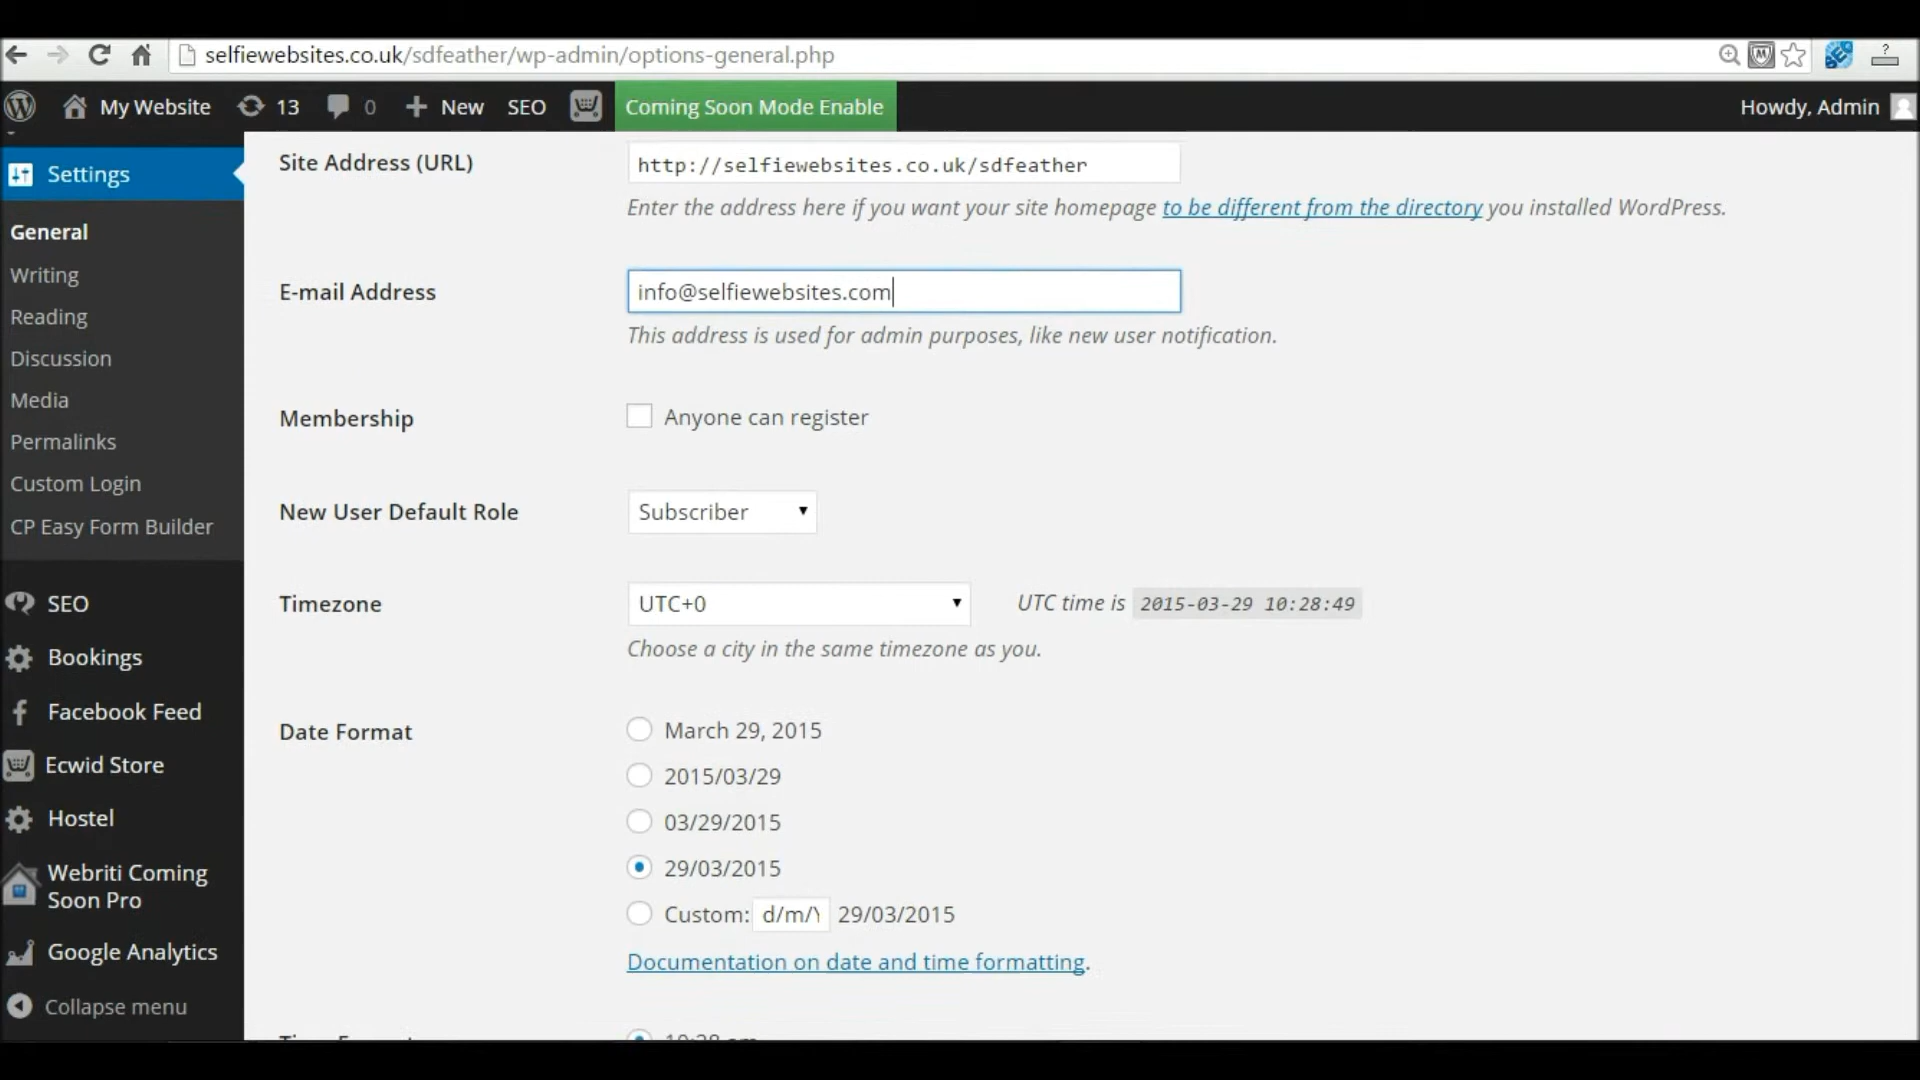 selfiewebsites.co.uk/sdfeather/wp-admin/options-general.php
My Website 13 0 New SEO Coming Soon Mode Enable Howdy, Admin
Settings
General
Writing
Reading
Discussion
Media
Permalinks
Custom Login
CP Easy Form Builder
SEO
Bookings
Facebook Feed
Ecwid Store
Hostel
Webriti Coming
Soon Pro
Google Analytics
Collapse menu
Site Address (URL) http://selfiewebsites.co.uk/sdfeather
Enter the address here if you want your site homepage to be different from the directory you installed WordPress.
E-mail Address info@selfiewebsites.com
This address is used for admin purposes, like new user notification.
Membership Anyone can register
New User Default Role Subscriber
Timezone UTC+0 UTC time is 2015-03-29 10:28:49
Choose a city in the same timezone as you.
Date Format March 29, 2015
2015/03/29
03/29/2015
29/03/2015
Custom: d/m/Y 29/03/2015
Documentation on date and time formatting.